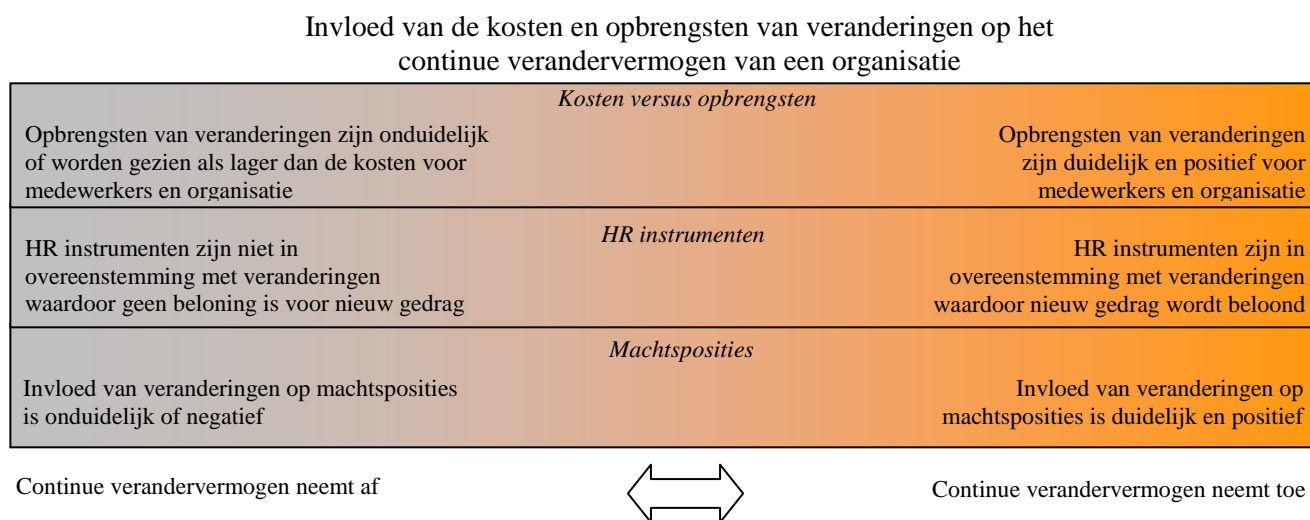 Invloed van de kosten en opbrengsten van veranderingen op het
continue verandervermogen van een organisatie
Kosten versus opbrengsten
Opbrengsten van veranderingen zijn onduidelijk
of worden gezien als lager dan de kosten voor
medewerkers en organisatie
Opbrengsten van veranderingen
zijn duidelijk en positief voor
medewerkers en organisatie
HR instrumenten
HR instrumenten zijn niet in
overeenstemming met veranderingen
waardoor geen beloning is voor nieuw gedrag
HR instrumenten zijn in
overeenstemming met veranderingen
waardoor nieuw gedrag wordt beloond
Machtsposities
Invloed van veranderingen op machtsposities
is onduidelijk of negatief
Invloed van veranderingen op
machtsposities is duidelijk en positief
Continue verandervermogen neemt af
Continue verandervermogen neemt toe